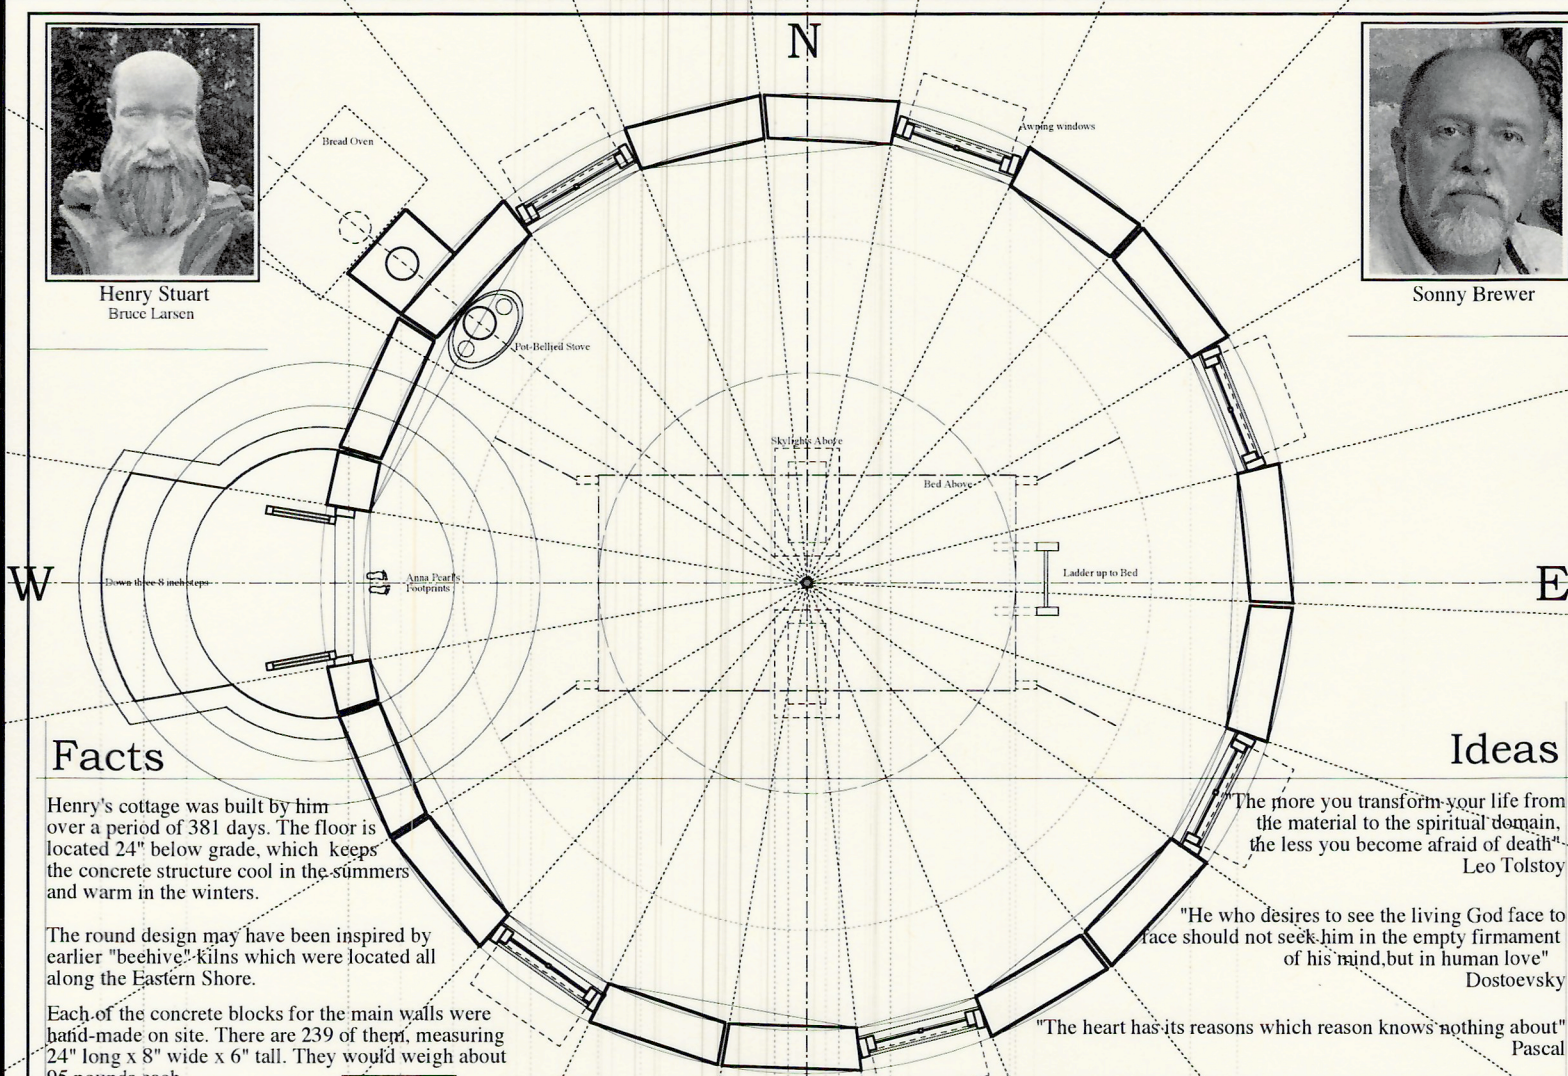 N
Henry Stuart
Bruce Larsen
Sonny Brewer
Bread Oven
Awning windows
Pot-Bellied Stove
Skylights Above
Bed Above
W
Down three 8 inch steps
Anna Pearl's
Footprints
Ladder up to Bed
E
Facts
Henry's cottage was built by him
over a period of 381 days. The floor is
located 24" below grade, which keeps
the concrete structure cool in the summers
and warm in the winters.
The round design may have been inspired by
earlier "beehive" kilns which were located all
along the Eastern Shore.
Each of the concrete blocks for the main walls were
hand-made on site. There are 239 of them, measuring
24" long x 8" wide x 6" tall. They would weigh about
95 pounds each
Ideas
"The more you transform your life from
the material to the spiritual domain,
the less you become afraid of death"
Leo Tolstoy
"He who desires to see the living God face to
face should not seek him in the empty firmament
of his mind,but in human love"
Dostoevsky
"The heart has its reasons which reason knows nothing about"
Pascal